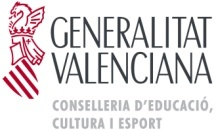 GENERALITAT
VALENCIANA
CONSELLERIA D'EDUCACIÓ,
CULTURA I ESPORT